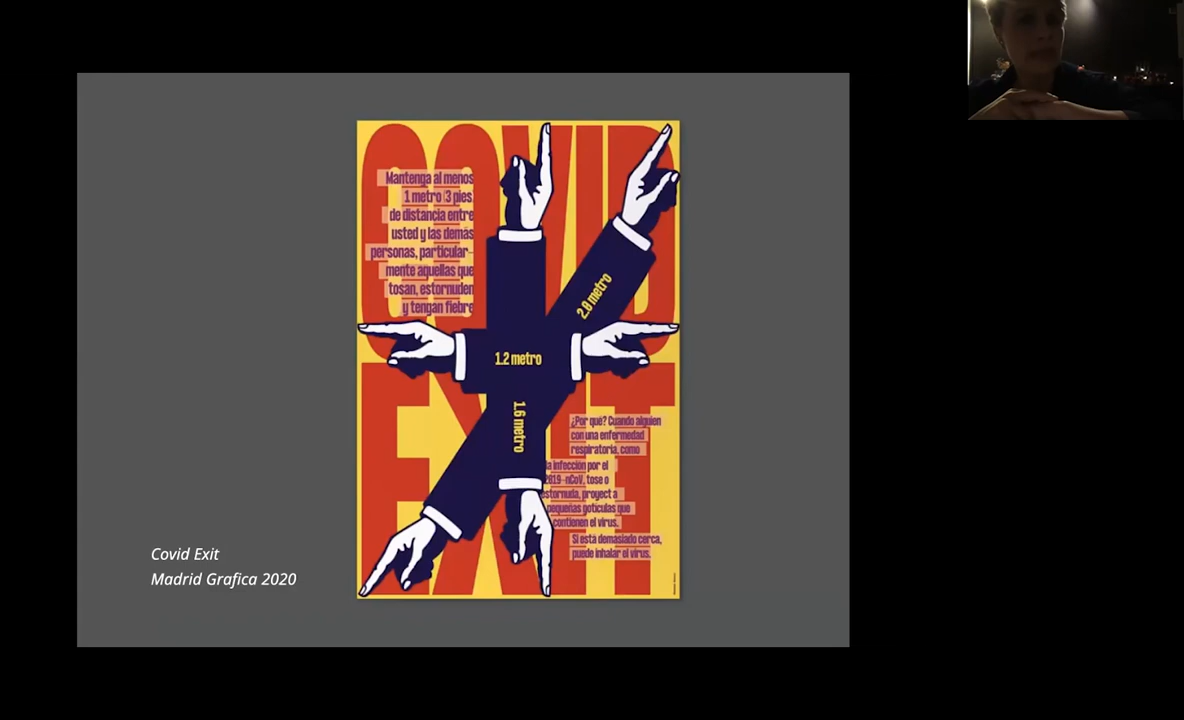 COVID
EXIT
Mantenga al menos
1 metro (3 pies)
de distancia entre
usted y las demás
personas, particular-
mente aquellas que
tosan, estornuden
y tengan fiebre
2.8 metro
1.2 metro
1.6 metro
¿Por qué? Cuando alguien
con una enfermedad
respiratoria, como
la infección por el
2019-nCoV, tose o
estornuda, proyect a
pequeñas gotículas que
contienen el virus.
Si está demasiado cerca,
puede inhalar el virus.
Covid Exit
Madrid Grafica 2020